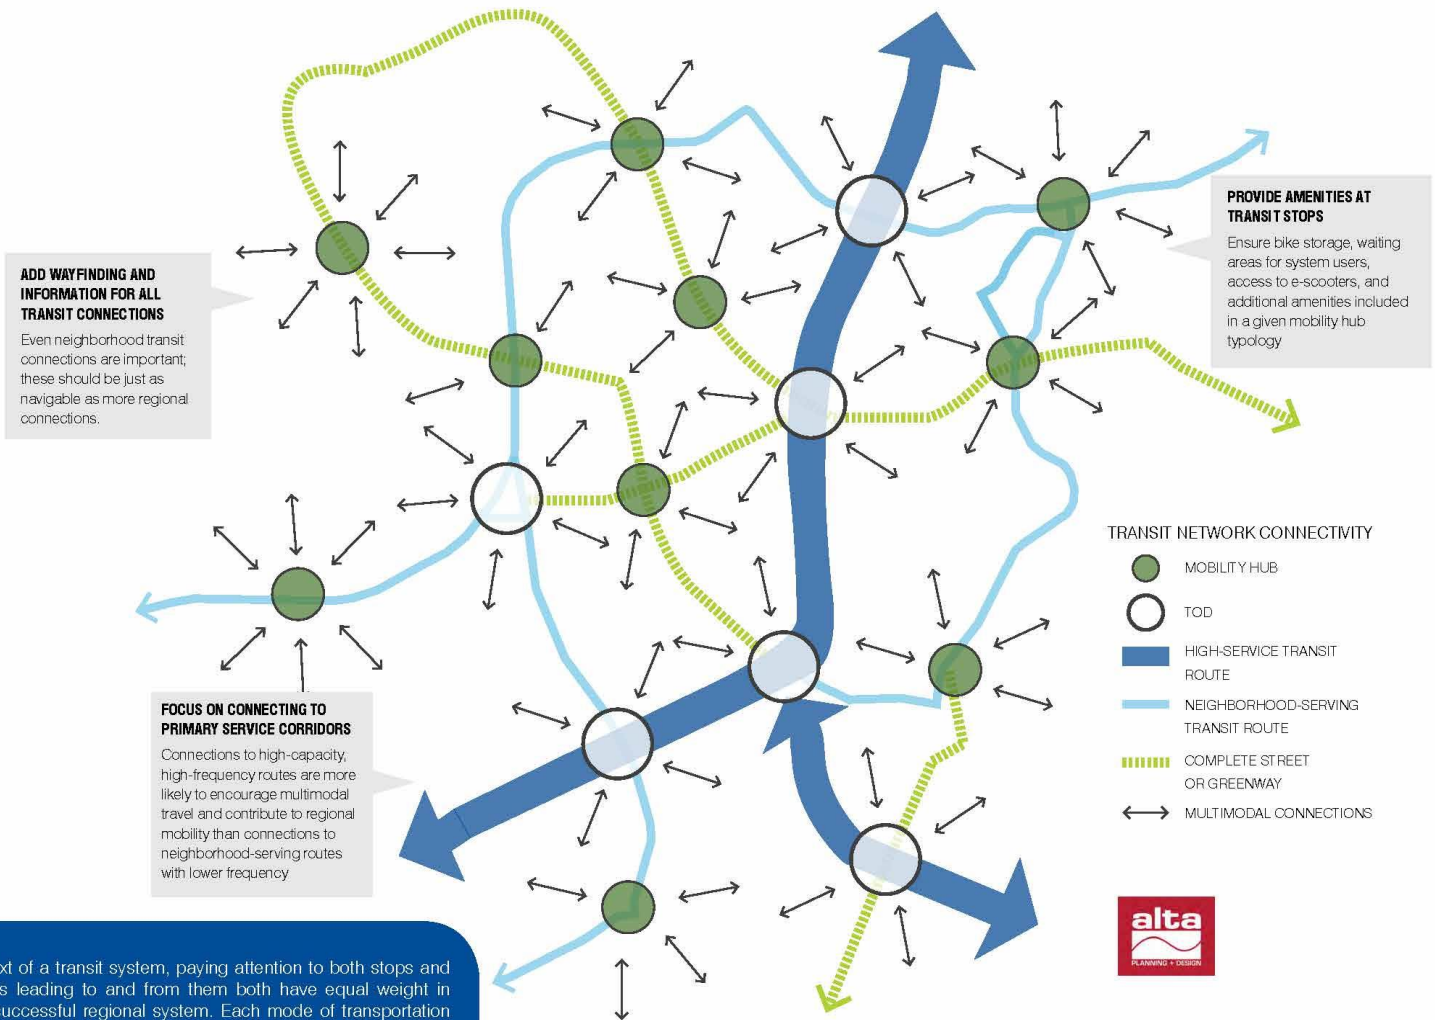 ADD WAYFINDING AND
INFORMATION FOR ALL
TRANSIT CONNECTIONS
Even neighborhood transit
connections are important;
these should be just as
navigable as more regional
connections.
PROVIDE AMENITIES AT
TRANSIT STOPS
Ensure bike storage, waiting
areas for system users,
access to e-scooters, and
additional amenities included
in a given mobility hub
typology
FOCUS ON CONNECTING TO
PRIMARY SERVICE CORRIDORS
Connections to high-capacity,
high-frequency routes are more
likely to encourage multimodal
travel and contribute to regional
mobility than connections to
neighborhood-serving routes
with lower frequency
TRANSIT NETWORK CONNECTIVITY
MOBILITY HUB
TOD
HIGH-SERVICE TRANSIT
ROUTE
NEIGHBORHOOD-SERVING
TRANSIT ROUTE
COMPLETE STREET
OR GREENWAY
MULTIMODAL CONNECTIONS
alta
PLANNING + DESIGN
of a transit system, paying attention to both stops and
leading to and from them both have equal weight in
successful regional system. Each mode of transportation